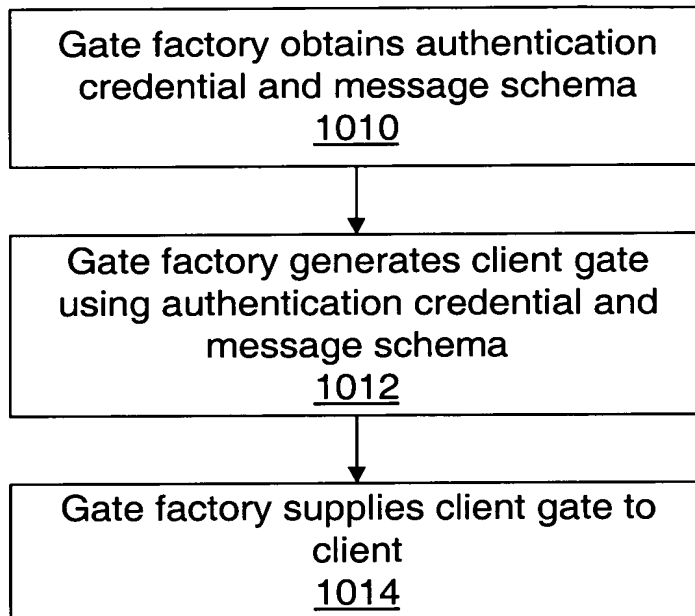 Gate factory obtains authentication
credential and message schema
1010
Gate factory generates client gate
using authentication credential and
message schema
1012
Gate factory supplies client gate to
client
1014